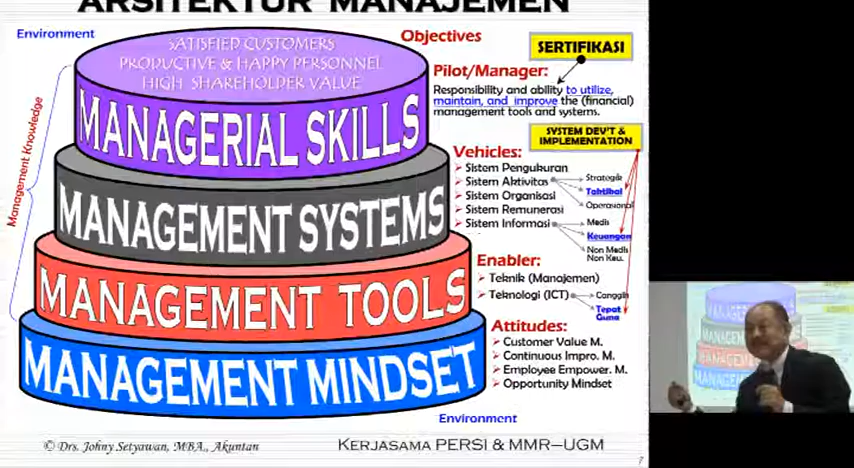 ARSITEKTUR MANAJEMEN
Environment
SATISFIED CUSTOMERS
PRODUCTIVE & HAPPY PERSONNEL
HIGH SHAREHOLDER VALUE
MANAGERIAL SKILLS
MANAGEMENT SYSTEMS
MANAGEMENT TOOLS
MANAGEMENT MINDSET
Management Knowledge
Objectives
SERTIFIKASI
Pilot/Manager:
Responsibility and ability to utilize,
maintain, and improve the (financial)
management tools and systems.
SYSTEM DEV'T &
IMPLEMENTATION
Vehicles:
➢ Sistem Pengukuran
➢ Sistem Aktivitas
➢ Sistem Organisasi
➢ Sistem Remunerasi
➢ Sistem Informasi
Strategik
Taktikal
Operasional
Medis
Keuangan
Non Medis
Non Keu.
Enabler:
➢ Teknik (Manajemen)
➢ Teknologi (ICT)
Canggih
Tepat
Guna
Attitudes:
➢ Customer Value M.
➢ Continuous Impro. M.
➢ Employee Empower. M.
➢ Opportunity Mindset
Environment
© Drs. Johny Setyawan, MBA., Akuntan
KERJASAMA PERSI & MMR-UGM
7